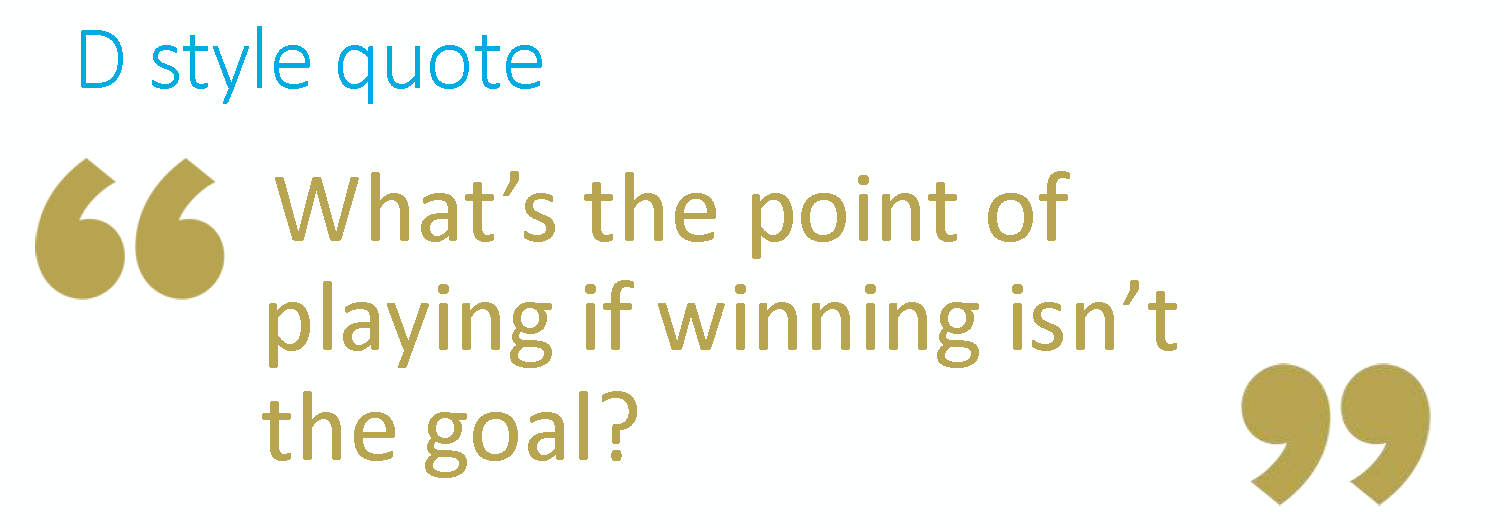 D style quote
“What’s the point of
playing if winning isn’t
the goal?”